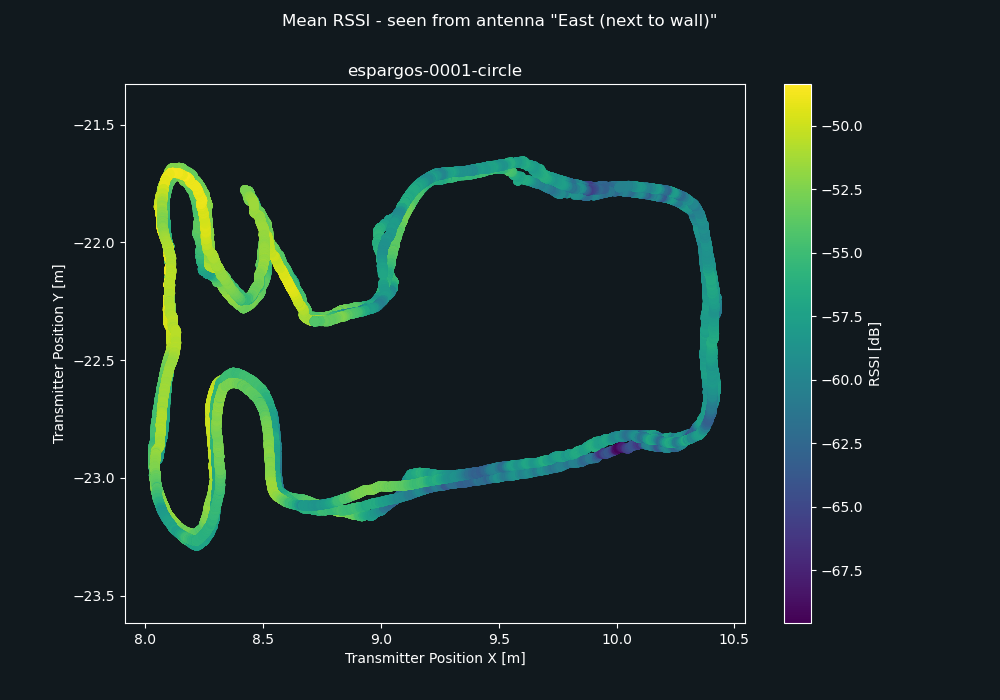 Mean RSSI - seen from antenna "East (next to wall)"
espargos-0001-circle
−21.5
−22.0
−22.5
−23.0
−23.5
Transmitter Position Y [m]
8.0 8.5 9.0 9.5 10.0 10.5
Transmitter Position X [m]
−50.0
−52.5
−55.0
−57.5
−60.0
−62.5
−65.0
−67.5
RSSI [dB]